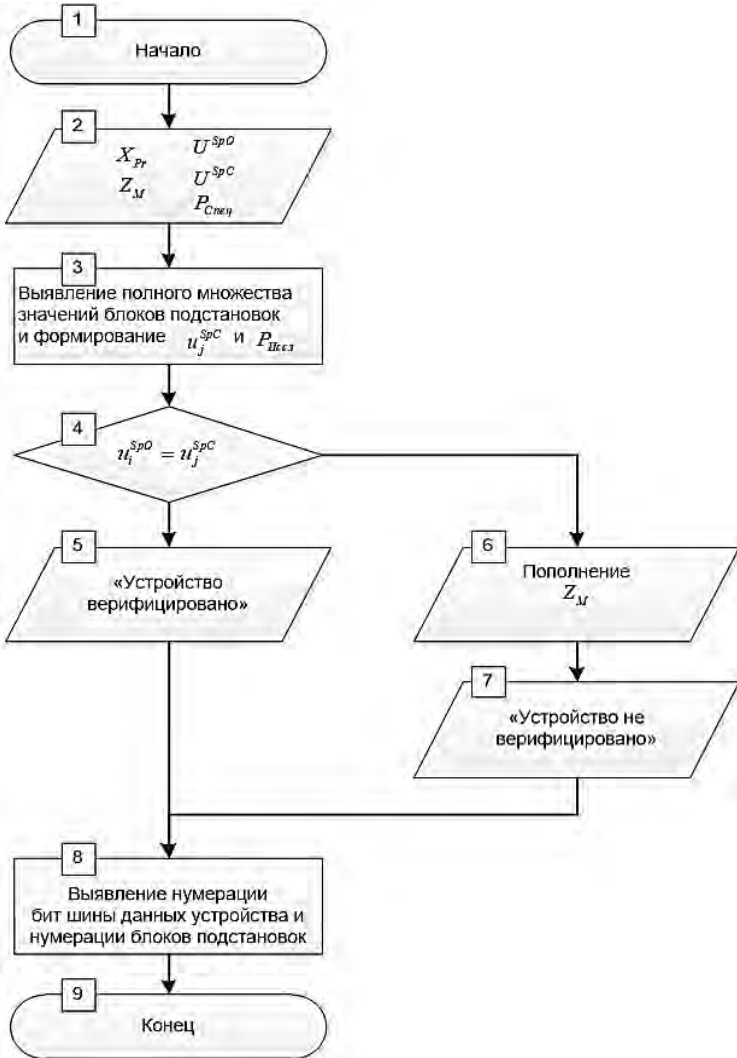 1
Начало
2
X_Pr U^SpO
Z_M U^SpC
P_Спец
3
Выявление полного множества
значений блоков подстановок
и формирование u_j^SpC и P_Иссл
4
u_i^SpO = u_j^SpC
5
«Устройство
верифицировано»
6
Пополнение
Z_M
7
«Устройство не
верифицировано»
8
Выявление нумерации
бит шины данных устройства и
нумерации блоков подстановок
9
Конец